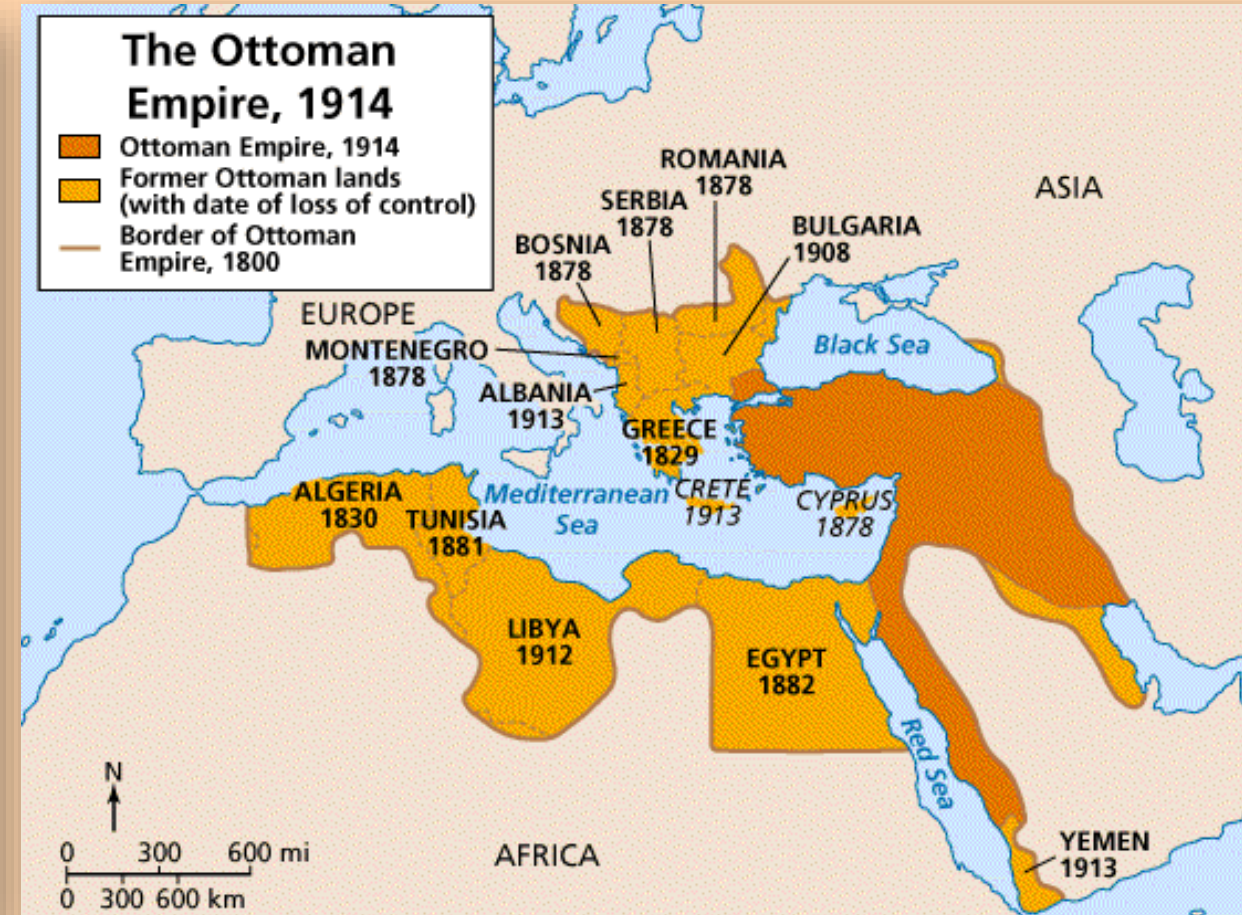 The Ottoman
Empire, 1914
Ottoman Empire, 1914
Former Ottoman lands
(with date of loss of control)
Border of Ottoman
Empire, 1800
ROMANIA
1878
ASIA
SERBIA
1878
BULGARIA
1908
BOSNIA
1878
EUROPE
Black Sea
MONTENEGRO
1878
ALBANIA
1913
GREECE
1829
CRETE
1913
CYPRUS
1878
Mediterranean
Sea
ALGERIA
1830
TUNISIA
1881
LIBYA
1912
EGYPT
1882
Red Sea
N
0 300 600 mi
0 300 600 km
AFRICA
YEMEN
1913